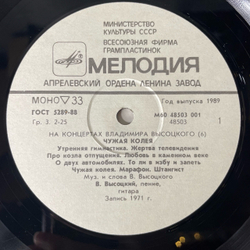 МИНИСТЕРСТВО
КУЛЬТУРЫ СССР
ВСЕСОЮЗНАЯ ФИРМА
ГРАМПЛАСТИНОК
МЕЛОДИЯ
АПРЕЛЕВСКИЙ ОРДЕНА ЛЕНИНА ЗАВОД
МОНО 33
Год выпуска 1989
ГОСТ 5289-88
М60 48503 001
Гр. 3. 2-25
48503
1
НА КОНЦЕРТАХ ВЛАДИМИРА ВЫСОЦКОГО (6)
ЧУЖАЯ КОЛЕЯ
Утренняя гимнастика. Жертва телевидения
Про козла отпущения. Любовь в каменном веке
О двух автомобилях. То ли в избу и запеть
Чужая колея. Марафон. Штангист
Муз. и слова В. Высоцкого
В. Высоцкий, пение,
гитара
Запись 1971 г.